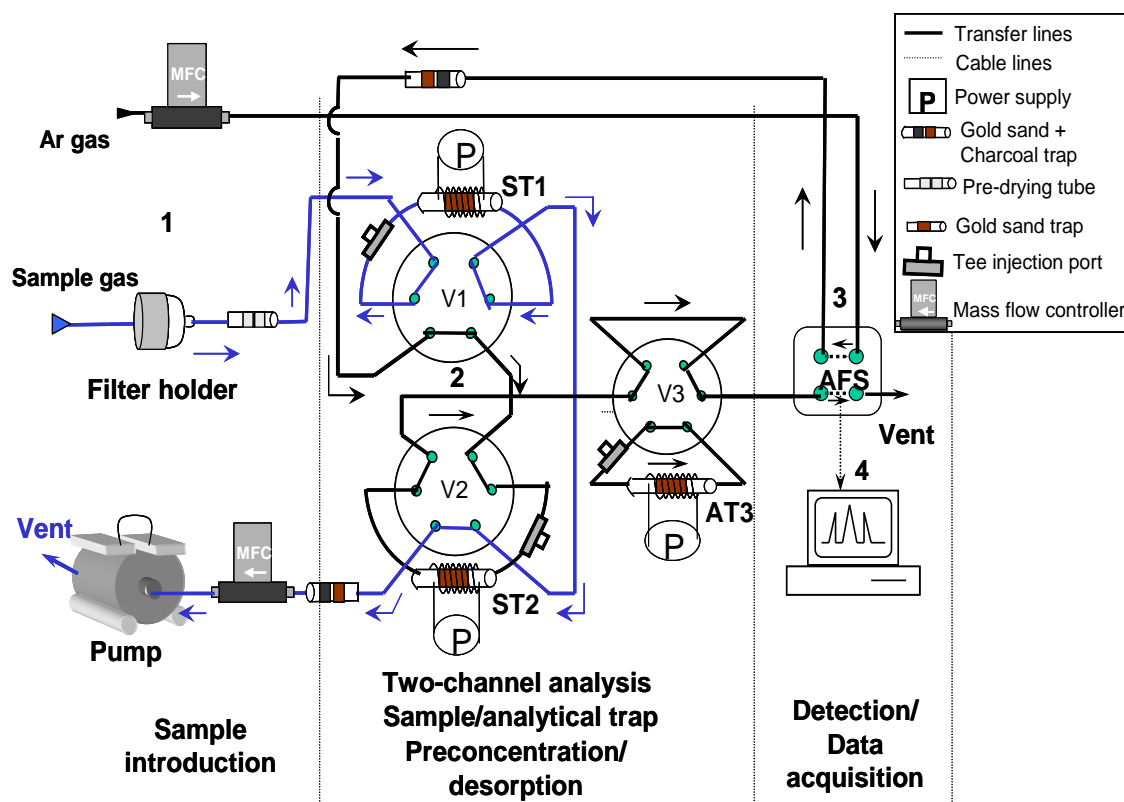 MFC
Ar gas
1
Sample gas
Filter holder
P
ST1
V1
2
V2
ST2
P
V3
AT3
P
3
AFS
Vent
4
Vent
MFC
Pump
Sample
introduction
Two-channel analysis
Sample/analytical trap
Preconcentration/
desorption
Detection/
Data
acquisition
Transfer lines
Cable lines
P
Power supply
Gold sand +
Charcoal trap
Pre-drying tube
Gold sand trap
Tee injection port
MFC
Mass flow controller